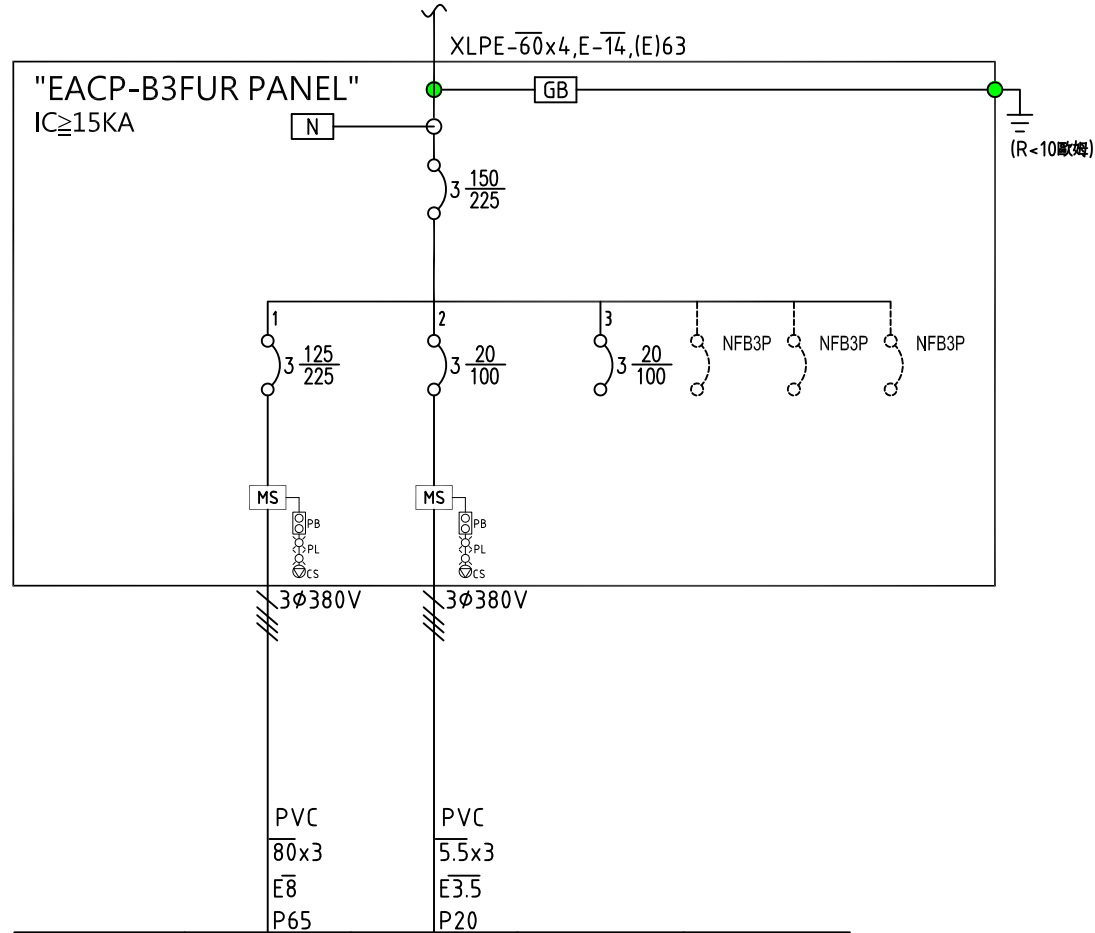 XLPE-60x4,E-14,(E)63
"EACP-B3FUR PANEL"
GB
IC≧15KA
N
(R<10歐姆)
3 150/225
1
2
3
3 125/225
3 20/100
3 20/100
NFB3P
NFB3P
NFB3P
MS
MS
PB
PB
PL
PL
CS
CS
3φ380V
3φ380V
PVC
80x3
E8
P65
PVC
5.5x3
E3.5
P20